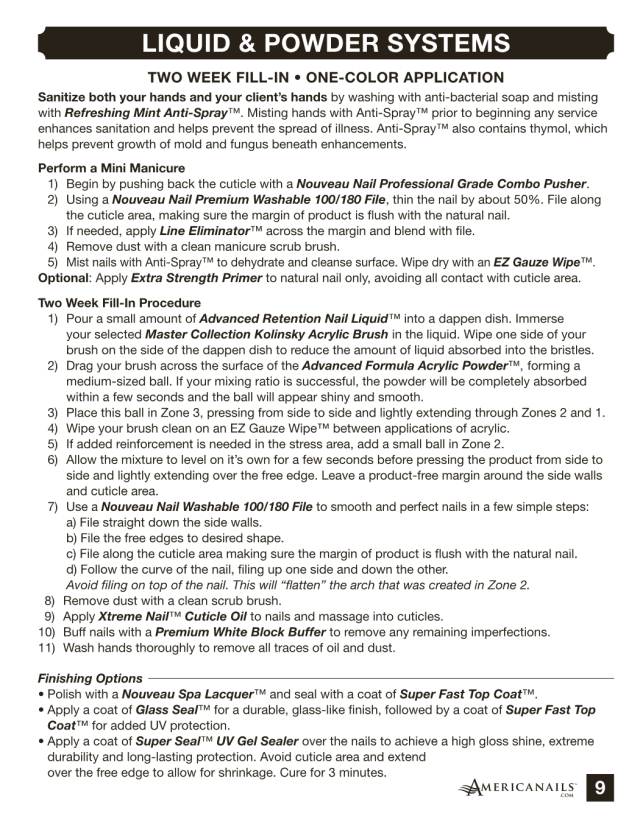 LIQUID & POWDER SYSTEMS
TWO WEEK FILL-IN • ONE-COLOR APPLICATION
Sanitize both your hands and your client's hands by washing with anti-bacterial soap and misting
with Refreshing Mint Anti-Spray™. Misting hands with Anti-Spray™ prior to beginning any service
enhances sanitation and helps prevent the spread of illness. Anti-Spray™ also contains thymol, which
helps prevent growth of mold and fungus beneath enhancements.
Perform a Mini Manicure
1) Begin by pushing back the cuticle with a Nouveau Nail Professional Grade Combo Pusher.
2) Using a Nouveau Nail Premium Washable 100/180 File, thin the nail by about 50%. File along
the cuticle area, making sure the margin of product is flush with the natural nail.
3) If needed, apply Line Eliminator™ across the margin and blend with file.
4) Remove dust with a clean manicure scrub brush.
5) Mist nails with Anti-Spray™ to dehydrate and cleanse surface. Wipe dry with an EZ Gauze Wipe™.
Optional: Apply Extra Strength Primer to natural nail only, avoiding all contact with cuticle area.
Two Week Fill-In Procedure
1) Pour a small amount of Advanced Retention Nail Liquid™ into a dappen dish. Immerse
your selected Master Collection Kolinsky Acrylic Brush in the liquid. Wipe one side of your
brush on the side of the dappen dish to reduce the amount of liquid absorbed into the bristles.
2) Drag your brush across the surface of the Advanced Formula Acrylic Powder™, forming a
medium-sized ball. If your mixing ratio is successful, the powder will be completely absorbed
within a few seconds and the ball will appear shiny and smooth.
3) Place this ball in Zone 3, pressing from side to side and lightly extending through Zones 2 and 1.
4) Wipe your brush clean on an EZ Gauze Wipe™ between applications of acrylic.
5) If added reinforcement is needed in the stress area, add a small ball in Zone 2.
6) Allow the mixture to level on it's own for a few seconds before pressing the product from side to
side and lightly extending over the free edge. Leave a product-free margin around the side walls
and cuticle area.
7) Use a Nouveau Nail Washable 100/180 File to smooth and perfect nails in a few simple steps:
a) File straight down the side walls.
b) File the free edges to desired shape.
c) File along the cuticle area making sure the margin of product is flush with the natural nail.
d) Follow the curve of the nail, filing up one side and down the other.
Avoid filing on top of the nail. This will “flatten” the arch that was created in Zone 2.
8) Remove dust with a clean scrub brush.
9) Apply Xtreme Nail™ Cuticle Oil to nails and massage into cuticles.
10) Buff nails with a Premium White Block Buffer to remove any remaining imperfections.
11) Wash hands thoroughly to remove all traces of oil and dust.
Finishing Options
• Polish with a Nouveau Spa Lacquer™ and seal with a coat of Super Fast Top Coat™.
• Apply a coat of Glass Seal™ for a durable, glass-like finish, followed by a coat of Super Fast Top
Coat™ for added UV protection.
• Apply a coat of Super Seal™ UV Gel Sealer over the nails to achieve a high gloss shine, extreme
durability and long-lasting protection. Avoid cuticle area and extend
over the free edge to allow for shrinkage. Cure for 3 minutes.
AMERICANAILS™
.COM
9